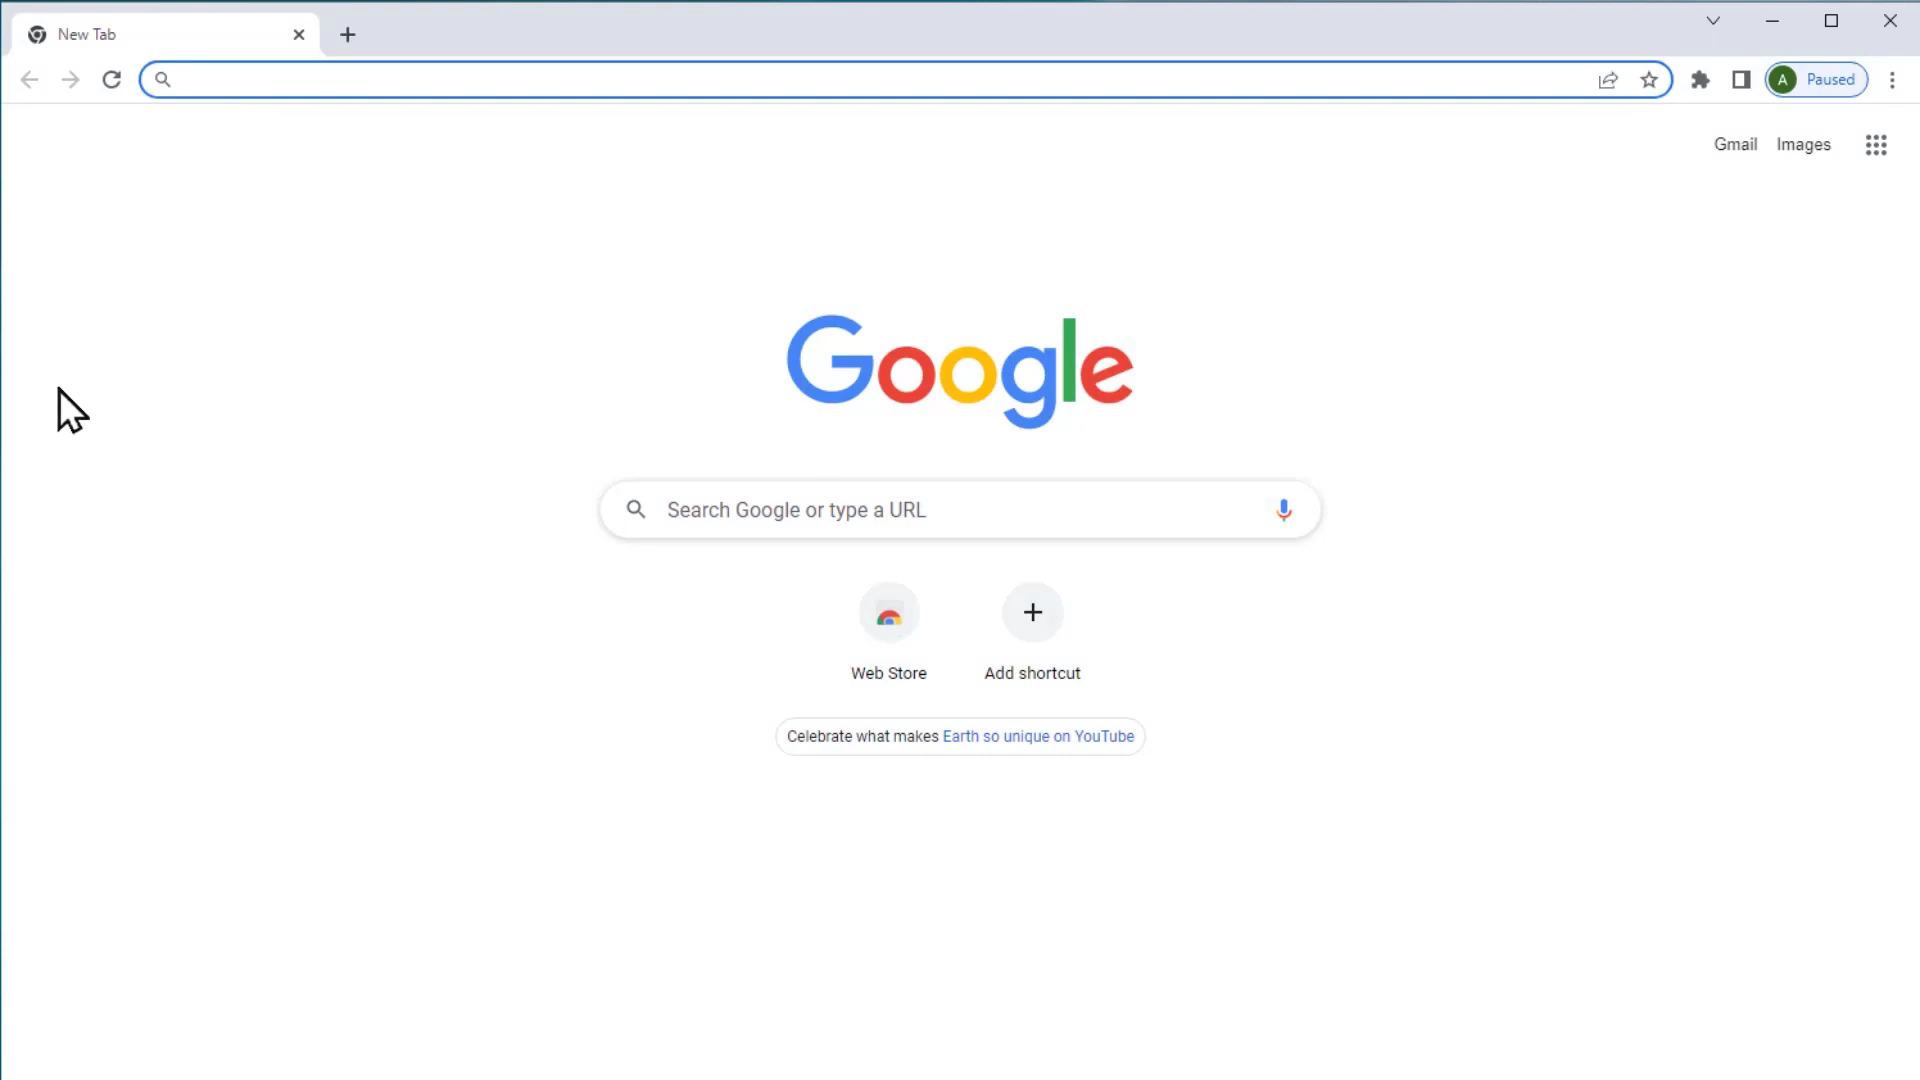 New Tab
A Paused
Gmail Images
Google
Search Google or type a URL
Web Store Add shortcut
Celebrate what makes Earth so unique on YouTube